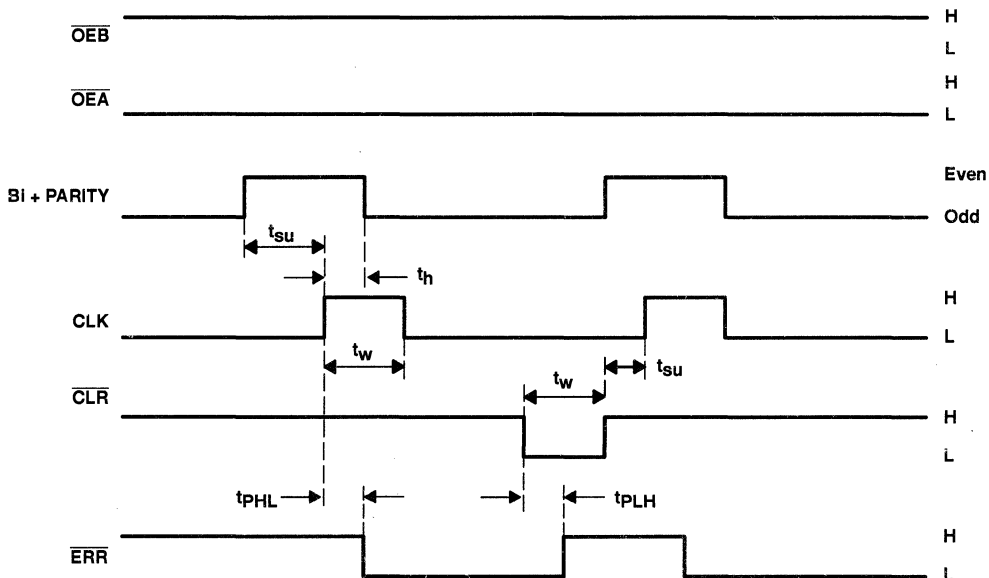 OEB
H
L
OEA
H
L
Bi + PARITY
Even
Odd
tsu
th
CLK
H
L
tw
tsu
CLR
tw
H
L
tPHL
tPLH
ERR
H
L